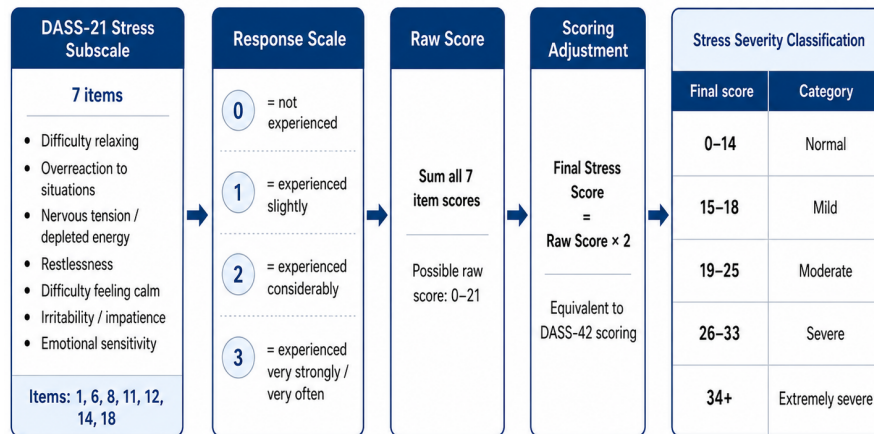 DASS-21 Stress
Subscale
7 items
• Difficulty relaxing
• Overreaction to
situations
• Nervous tension /
depleted energy
• Restlessness
• Difficulty feeling calm
• Irritability / impatience
• Emotional sensitivity
Items: 1, 6, 8, 11, 12,
14, 18
Response Scale
0 = not
experienced
1 = experienced
slightly
2 = experienced
considerably
3 = experienced
very strongly /
very often
Raw Score
Sum all 7
item scores
Possible raw
score: 0–21
Scoring
Adjustment
Final Stress
Score
=
Raw Score × 2
Equivalent to
DASS-42 scoring
Stress Severity Classification
Final score Category
0–14 Normal
15–18 Mild
19–25 Moderate
26–33 Severe
34+ Extremely severe